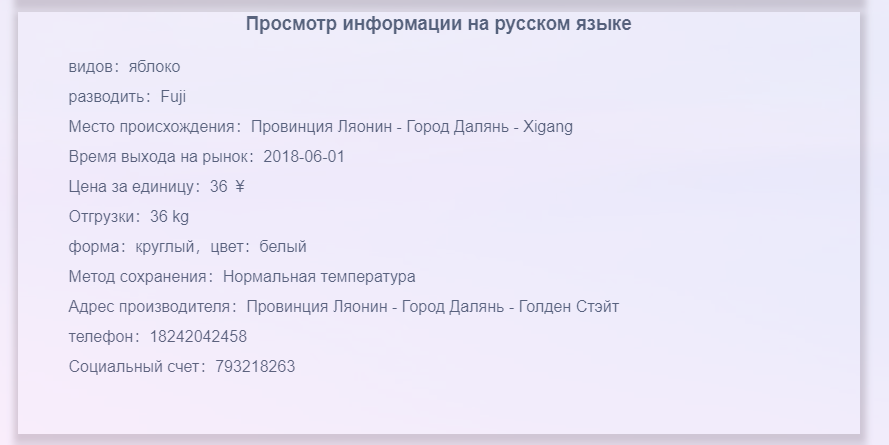 Просмотр информации на русском языке
видов：яблоко
разводить：Fuji
Место происхождения：Провинция Ляонин - Город Далянь - Xigang
Время выхода на рынок：2018-06-01
Цена за единицу：36 ￥
Отгрузки：36 kg
форма：круглый，цвет：белый
Метод сохранения：Нормальная температура
Адрес производителя：Провинция Ляонин - Город Далянь - Голден Стэйт
телефон：18242042458
Социальный счет：793218263